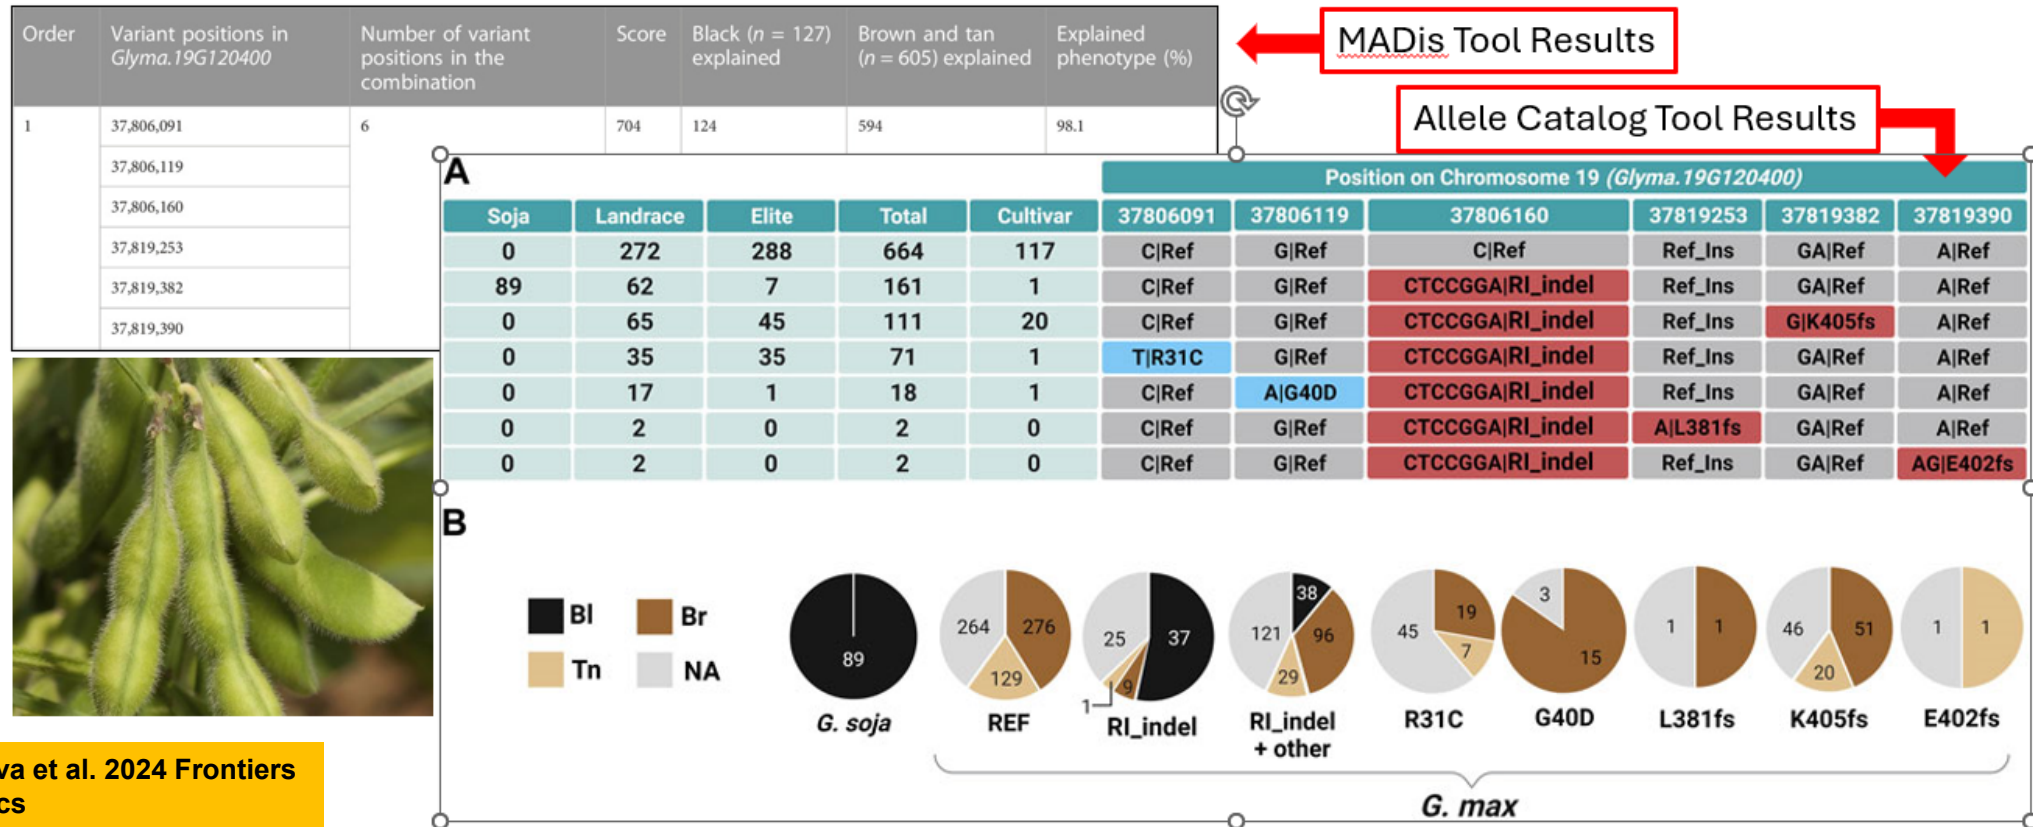 Order Variant positions in Number of variant Score Black (n = 127) Brown and tan Explained
Glyma.19G120400 positions in the explained (n = 605) explained phenotype (%)
combination
1 37,806,091 6 704 124 594 98.1
37,806,119
37,806,160
37,819,253
37,819,382
37,819,390
MADis Tool Results
Allele Catalog Tool Results
A
Position on Chromosome 19 (Glyma.19G120400)
Soja Landrace Elite Total Cultivar 37806091 37806119 37806160 37819253 37819382 37819390
0 272 288 664 117 C|Ref G|Ref C|Ref Ref_Ins GA|Ref A|Ref
89 62 7 161 1 C|Ref G|Ref CTCCGGA|RI_indel Ref_Ins GA|Ref A|Ref
0 65 45 111 20 C|Ref G|Ref CTCCGGA|RI_indel Ref_Ins G|K405fs A|Ref
0 35 35 71 1 T|R31C G|Ref CTCCGGA|RI_indel Ref_Ins GA|Ref A|Ref
0 17 1 18 1 C|Ref A|G40D CTCCGGA|RI_indel Ref_Ins GA|Ref A|Ref
0 2 0 2 0 C|Ref G|Ref CTCCGGA|RI_indel A|L381fs GA|Ref A|Ref
0 2 0 2 0 C|Ref G|Ref CTCCGGA|RI_indel Ref_Ins GA|Ref AG|E402fs
B
Bl Br
Tn NA
89
264 276
129
25 37
1 9
38
121 96
29
45 19
7
3
15
1 1
46 51
20
1 1
G. soja REF RI_indel RI_indel R31C G40D L381fs K405fs E402fs
+ other
G. max
va et al. 2024 Frontiers
cs